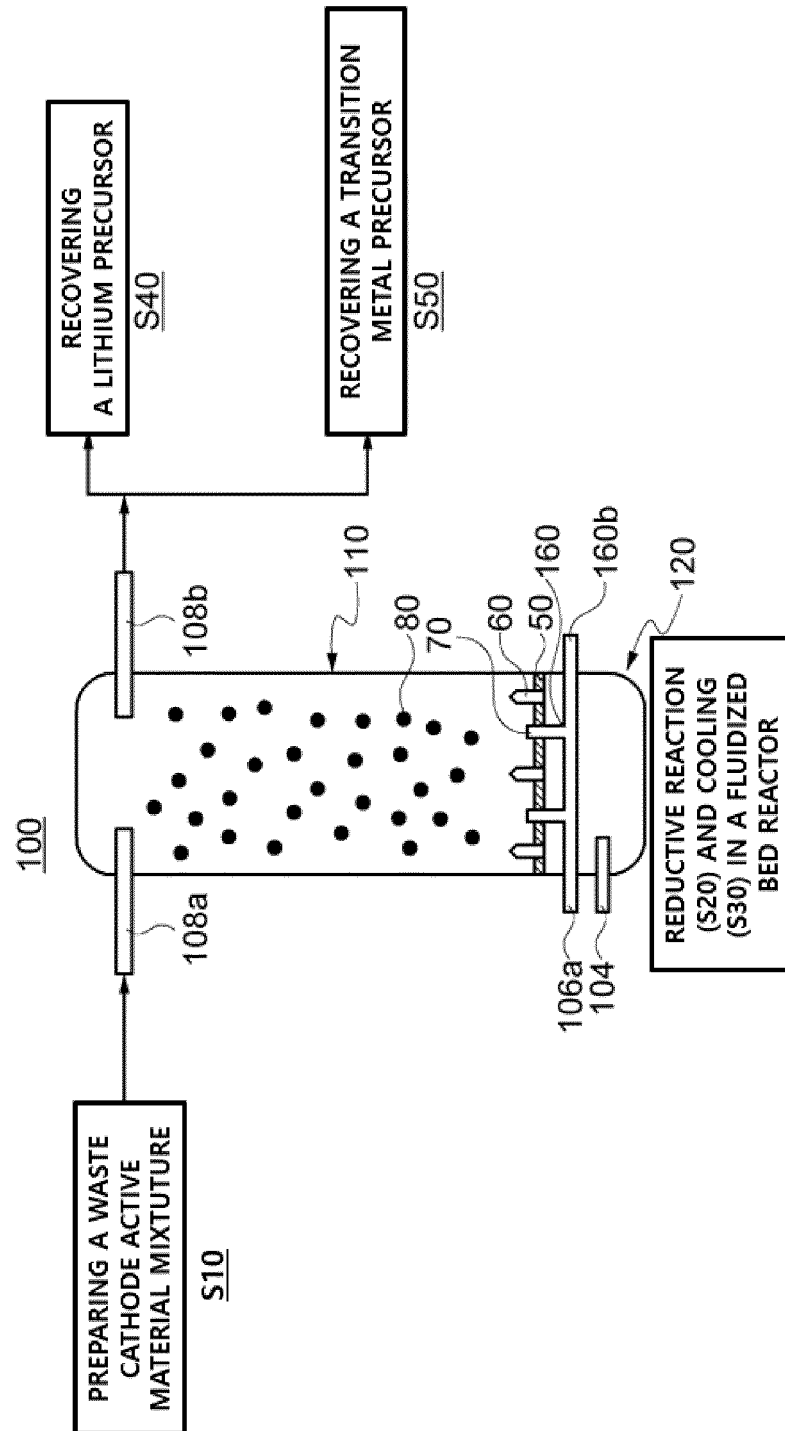 PREPARING A WASTE
CATHODE ACTIVE
MATERIAL MIXTUTURE
S10
100
108a
108b
110
80
70
60
50
160
160b
120
106a
104
REDUCTIVE REACTION
(S20) AND COOLING
(S30) IN A FLUIDIZED
BED REACTOR
RECOVERING
A LITHIUM PRECURSOR
S40
RECOVERING A TRANSITION
METAL PRECURSOR
S50